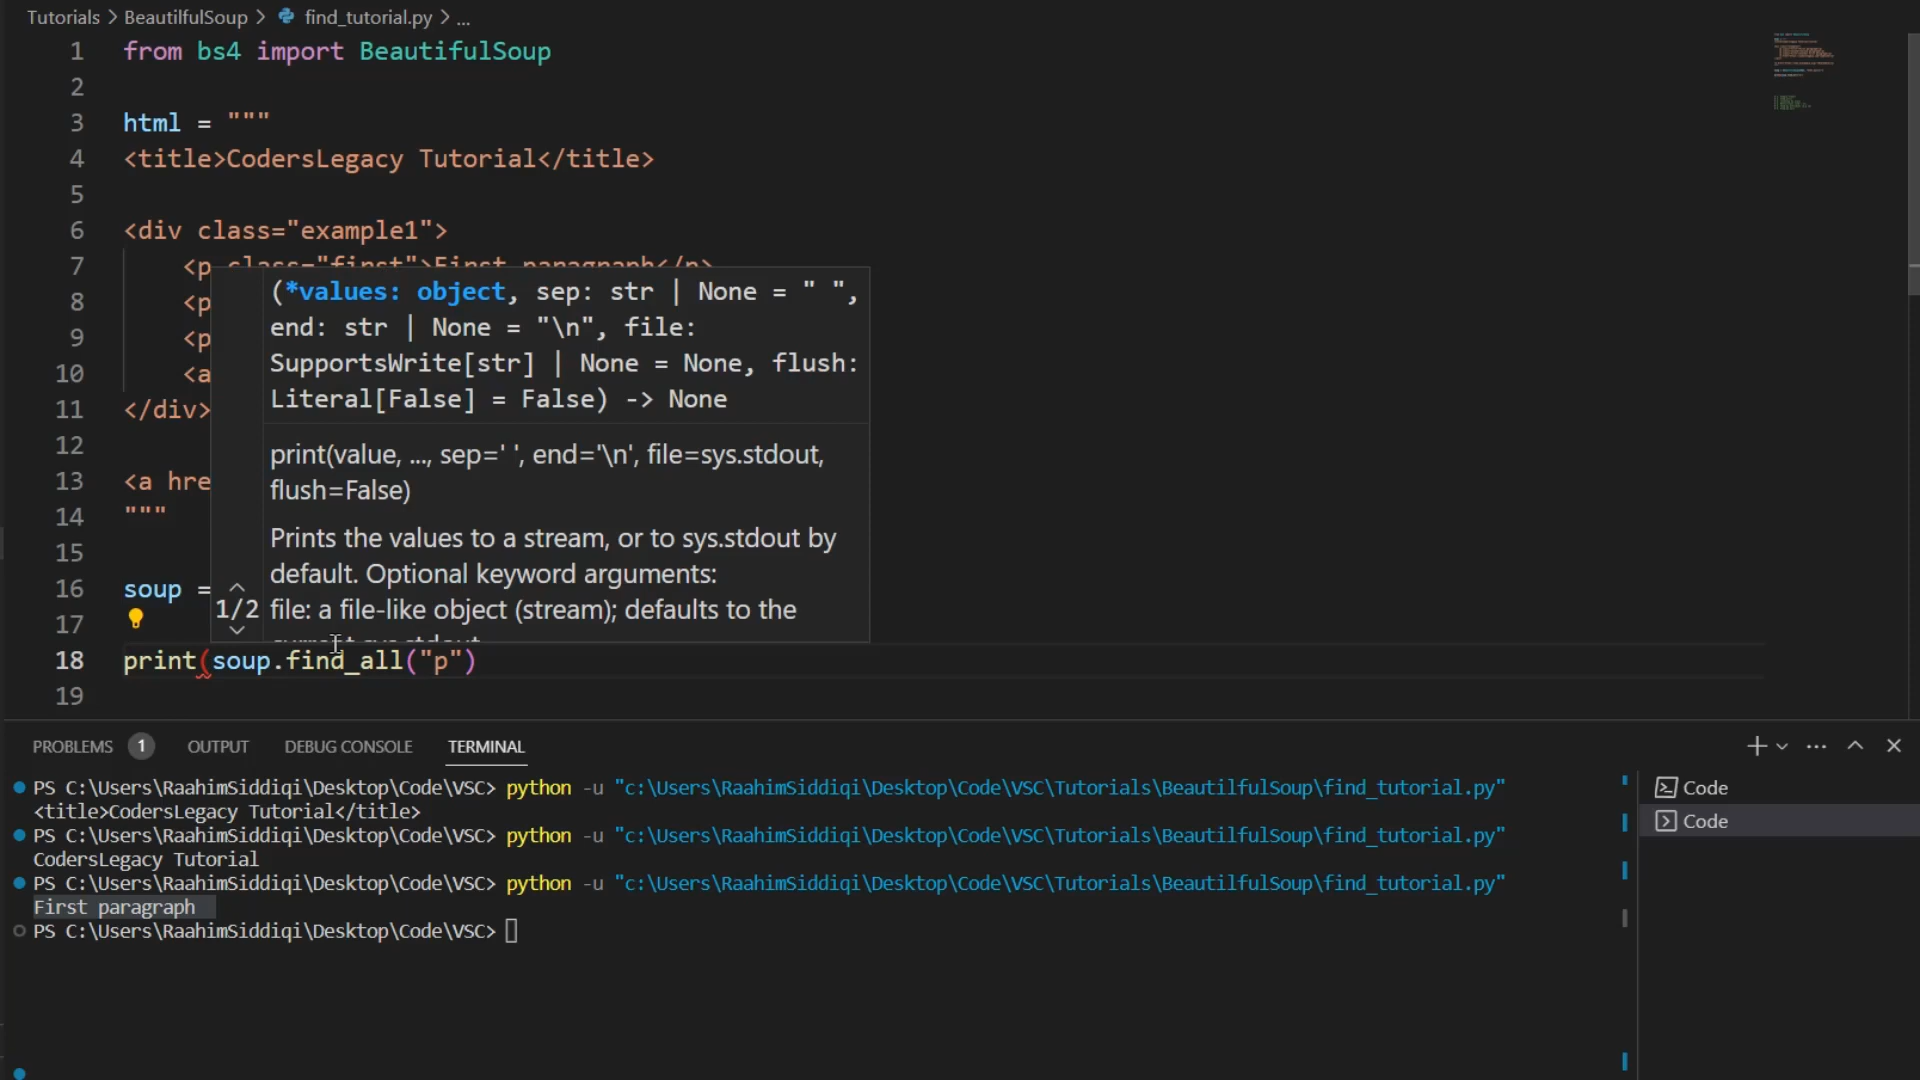 Tutorials > BeautilfulSoup > find_tutorial.py > ...
1 from bs4 import BeautifulSoup
2
3 html = """
4 <title>CodersLegacy Tutorial</title>
5
6 <div class="example1">
7 <p class="first">First paragraph</p>
8 <p
9 <p
10 <a
11 </div>
12
13 <a hre
14 """
15
16 soup =
17
18 print(soup.find_all("p")
19
(*values: object, sep: str | None = " ",
end: str | None = "\n", file:
SupportsWrite[str] | None = None, flush:
Literal[False] = False) -> None
print(value, ..., sep=' ', end='\n', file=sys.stdout,
flush=False)
Prints the values to a stream, or to sys.stdout by
default. Optional keyword arguments:
1/2
file: a file-like object (stream); defaults to the
current sys.stdout
PROBLEMS 1 OUTPUT DEBUG CONSOLE TERMINAL
PS C:\Users\RaahimSiddiqi\Desktop\Code\VSC> python -u "c:\Users\RaahimSiddiqi\Desktop\Code\VSC\Tutorials\BeautilfulSoup\find_tutorial.py"
<title>CodersLegacy Tutorial</title>
PS C:\Users\RaahimSiddiqi\Desktop\Code\VSC> python -u "c:\Users\RaahimSiddiqi\Desktop\Code\VSC\Tutorials\BeautilfulSoup\find_tutorial.py"
CodersLegacy Tutorial
PS C:\Users\RaahimSiddiqi\Desktop\Code\VSC> python -u "c:\Users\RaahimSiddiqi\Desktop\Code\VSC\Tutorials\BeautilfulSoup\find_tutorial.py"
First paragraph
PS C:\Users\RaahimSiddiqi\Desktop\Code\VSC>
Code
Code